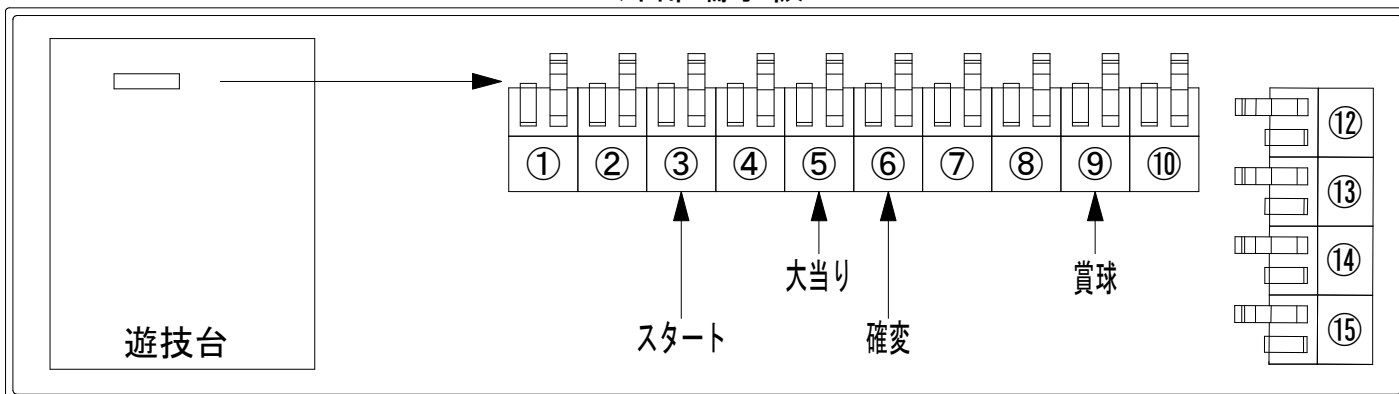 ① ② ③ ④ ⑤ ⑥ ⑦ ⑧ ⑨ ⑩
⑫
⑬
⑭
⑮
大当り
賞球
スタート
確変
遊技台